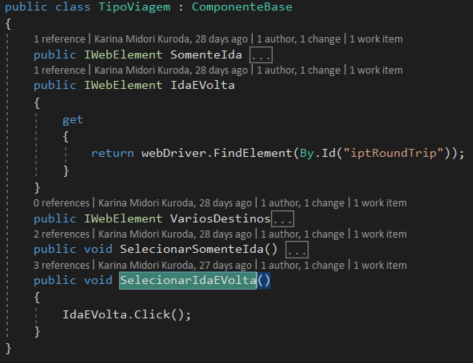 public class TipoViagem : ComponenteBase
{
1 reference | Karina Midori Kuroda, 28 days ago | 1 author, 1 change | 1 work item
public IWebElement SomenteIda ...
1 reference | Karina Midori Kuroda, 28 days ago | 1 author, 1 change | 1 work item
public IWebElement IdaEVolta
{
get
{
return webDriver.FindElement(By.Id("iptRoundTrip"));
}
}
0 references | Karina Midori Kuroda, 28 days ago | 1 author, 1 change | 1 work item
public IWebElement VariosDestinos...
2 references | Karina Midori Kuroda, 28 days ago | 1 author, 1 change | 1 work item
public void SelecionarSomenteIda() ...
3 references | Karina Midori Kuroda, 27 days ago | 1 author, 1 change | 1 work item
public void SelecionarIdaEVolta()
{
IdaEVolta.Click();
}
}